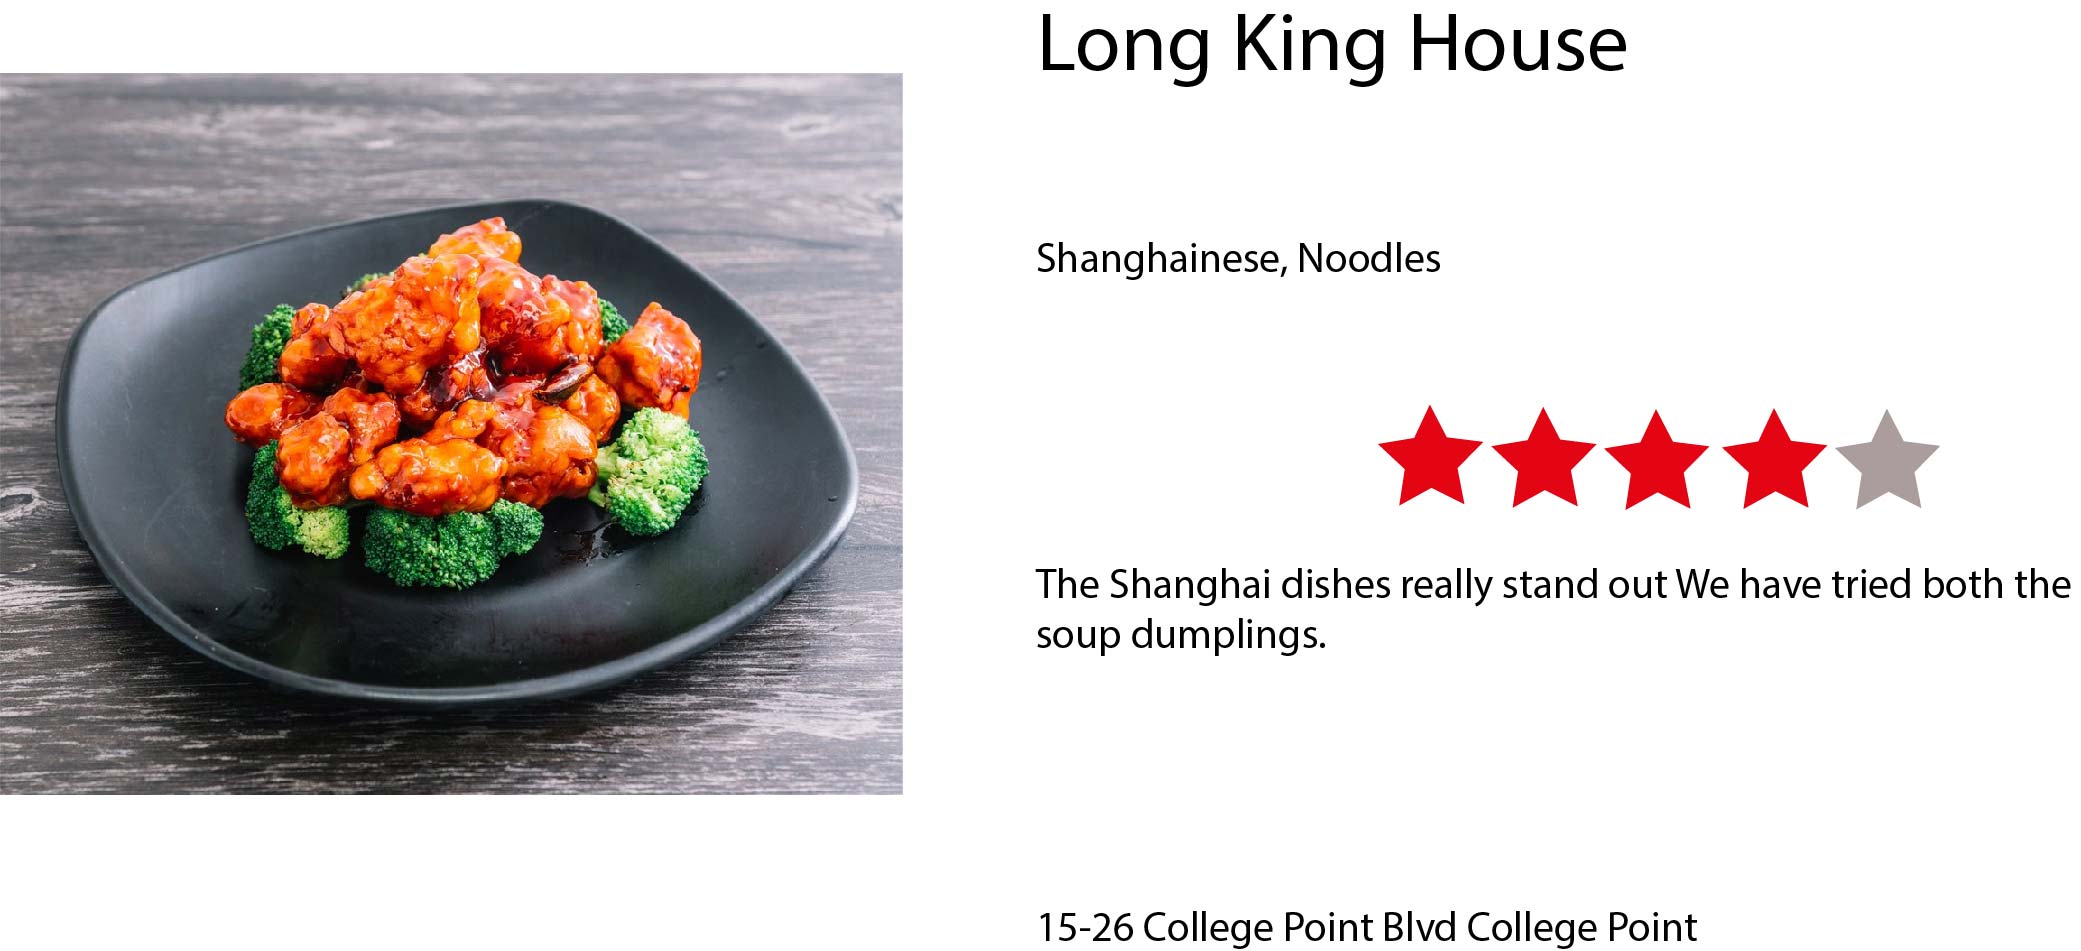 Long King House
Shanghainese, Noodles
The Shanghai dishes really stand out We have tried both the
soup dumplings.
15-26 College Point Blvd College Point